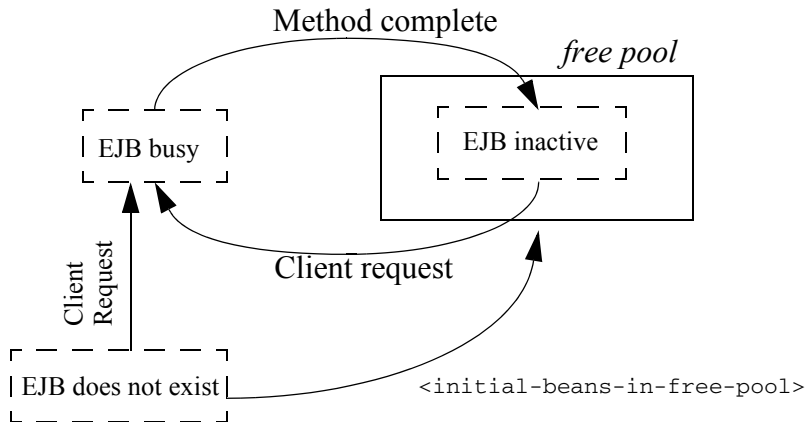 Method complete
free pool
EJB busy
EJB inactive
Client request
Client
Request
EJB does not exist
<initial-beans-in-free-pool>